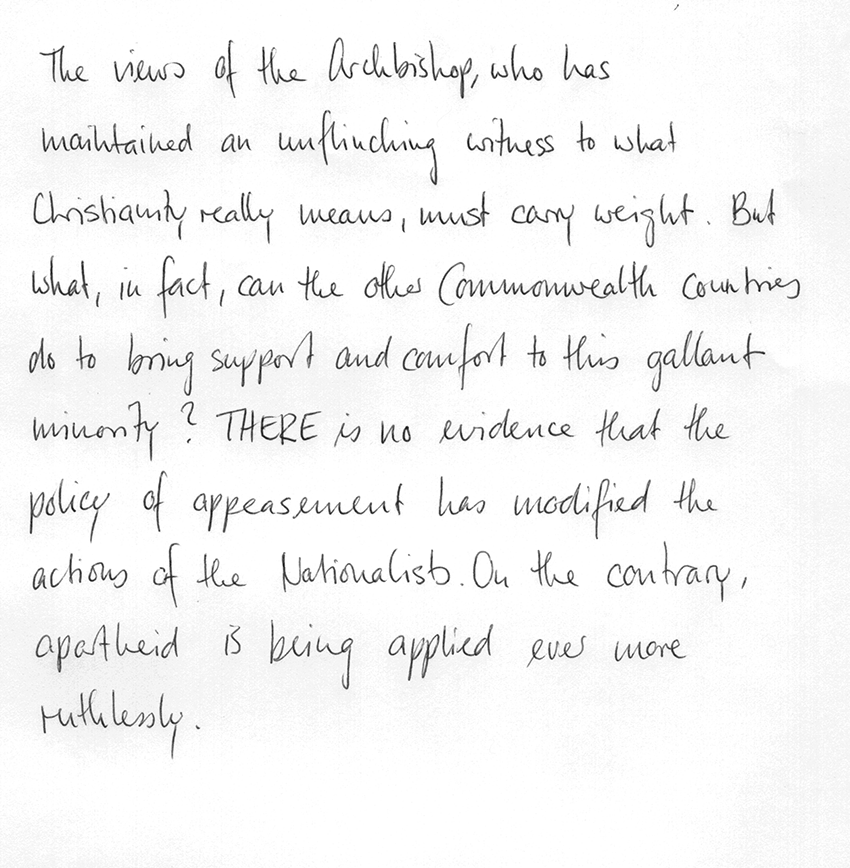 The views of the Archbishop, who has
maintained an unflinching witness to what
Christianity really means, must carry weight. But
what, in fact, can the other Commonwealth countries
do to bring support and comfort to this gallant
minority? THERE is no evidence that the
policy of appeasement has modified the
actions of the Nationalists. On the contrary,
apartheid is being applied ever more
ruthlessly.